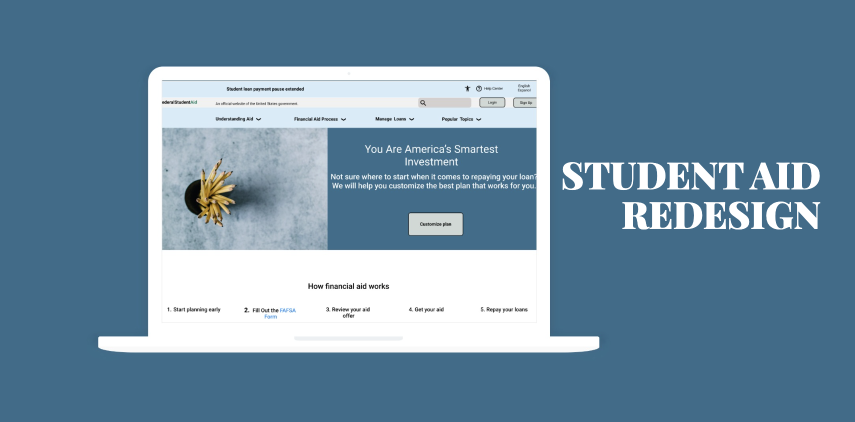 Student loan payment pause extended
Help Center
English
ederalStudentAid
An official website of the United States government.
Login
Sign Up
Understanding Aid
Financial Aid Process
Manage Loans
Popular Topics
You Are America's Smartest
Investment
Not sure where to start when it comes to repaying your loan?
We will help you customize the best plan that works for you.
Customize plan
STUDENT AID
REDESIGN
How financial aid works
1. Start planning early
2. Fill Out the FAFSA
Form
3. Review your aid
offer
4. Get your aid
5. Repay your loans